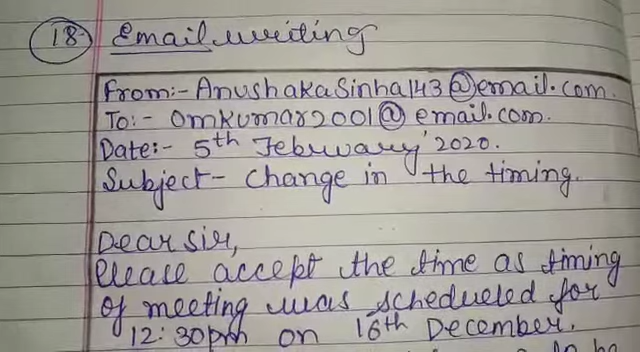 18. Email writing
From:- AnushakaSinha143@email.com.
To:- Omkumar2001@email.com.
Date:- 5th February' 2020.
Subject- Change in the timing.
Dear sir,
Please accept the time as timing
of meeting was scheduled for
12:30pm on 16th December.